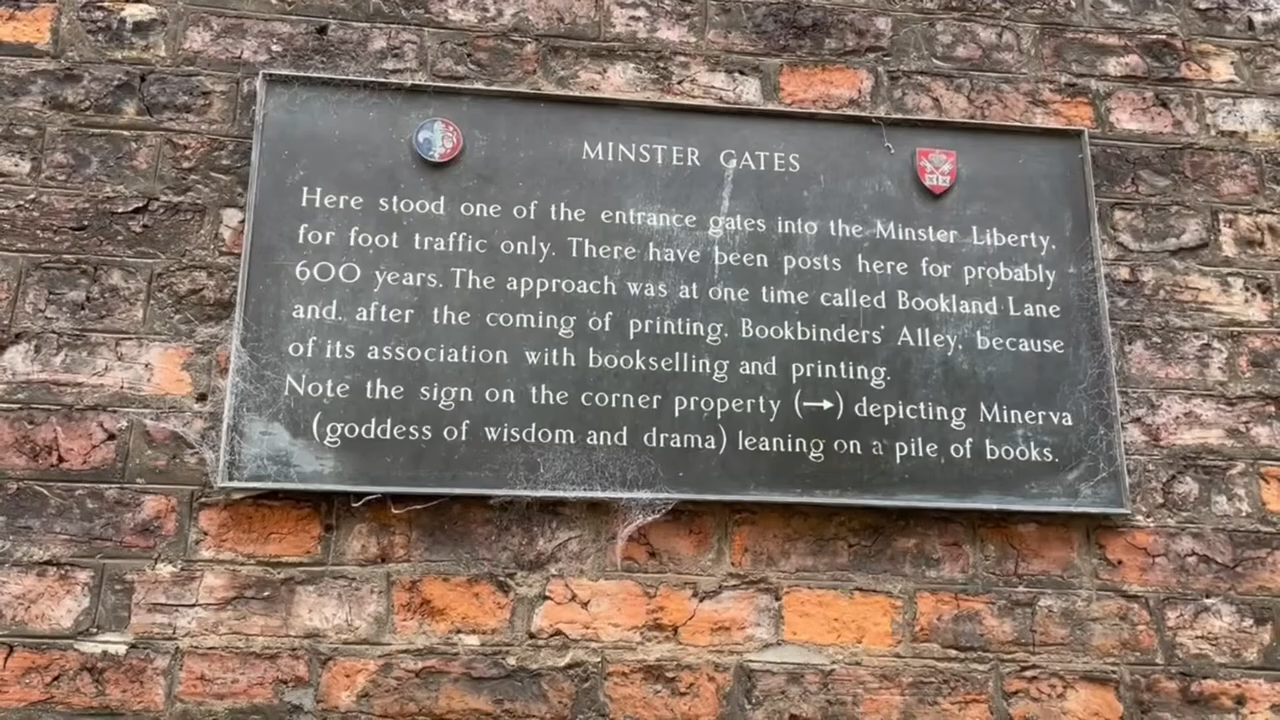 MINSTER GATES
Here stood one of the entrance gates into the Minster Liberty,
for foot traffic only. There have been posts here for probably
600 years. The approach was at one time called Bookland Lane
and, after the coming of printing, Bookbinders' Alley, because
of its association with bookselling and printing.
Note the sign on the corner property (→) depicting Minerva
(goddess of wisdom and drama) leaning on a pile of books.